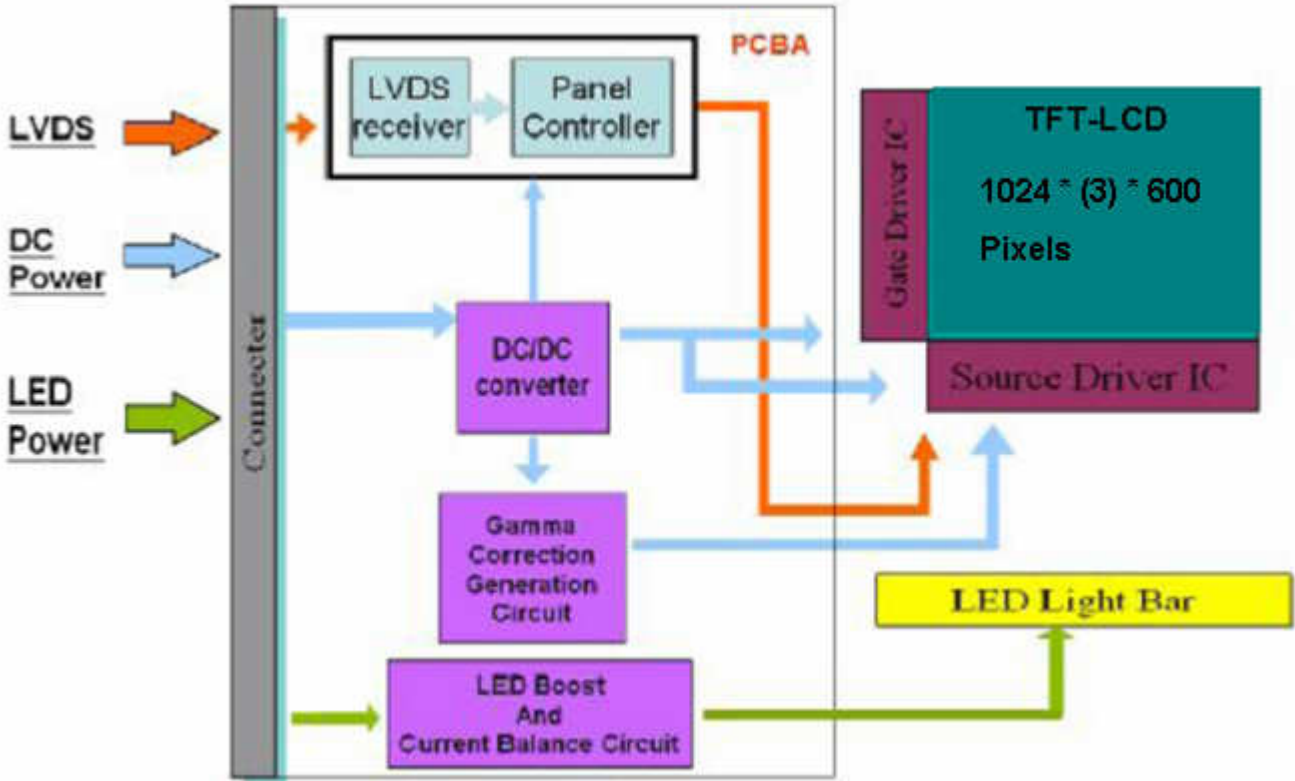 PCBA
LVDS
receiver
Panel
Controller
LVDS
DC
Power
LED
Power
Connecter
DC/DC
converter
Gamma
Correction
Generation
Circuit
LED Boost
And
Current Balance Circuit
Gate Driver IC
TFT-LCD
1024 * (3) * 600
Pixels
Source Driver IC
LED Light Bar